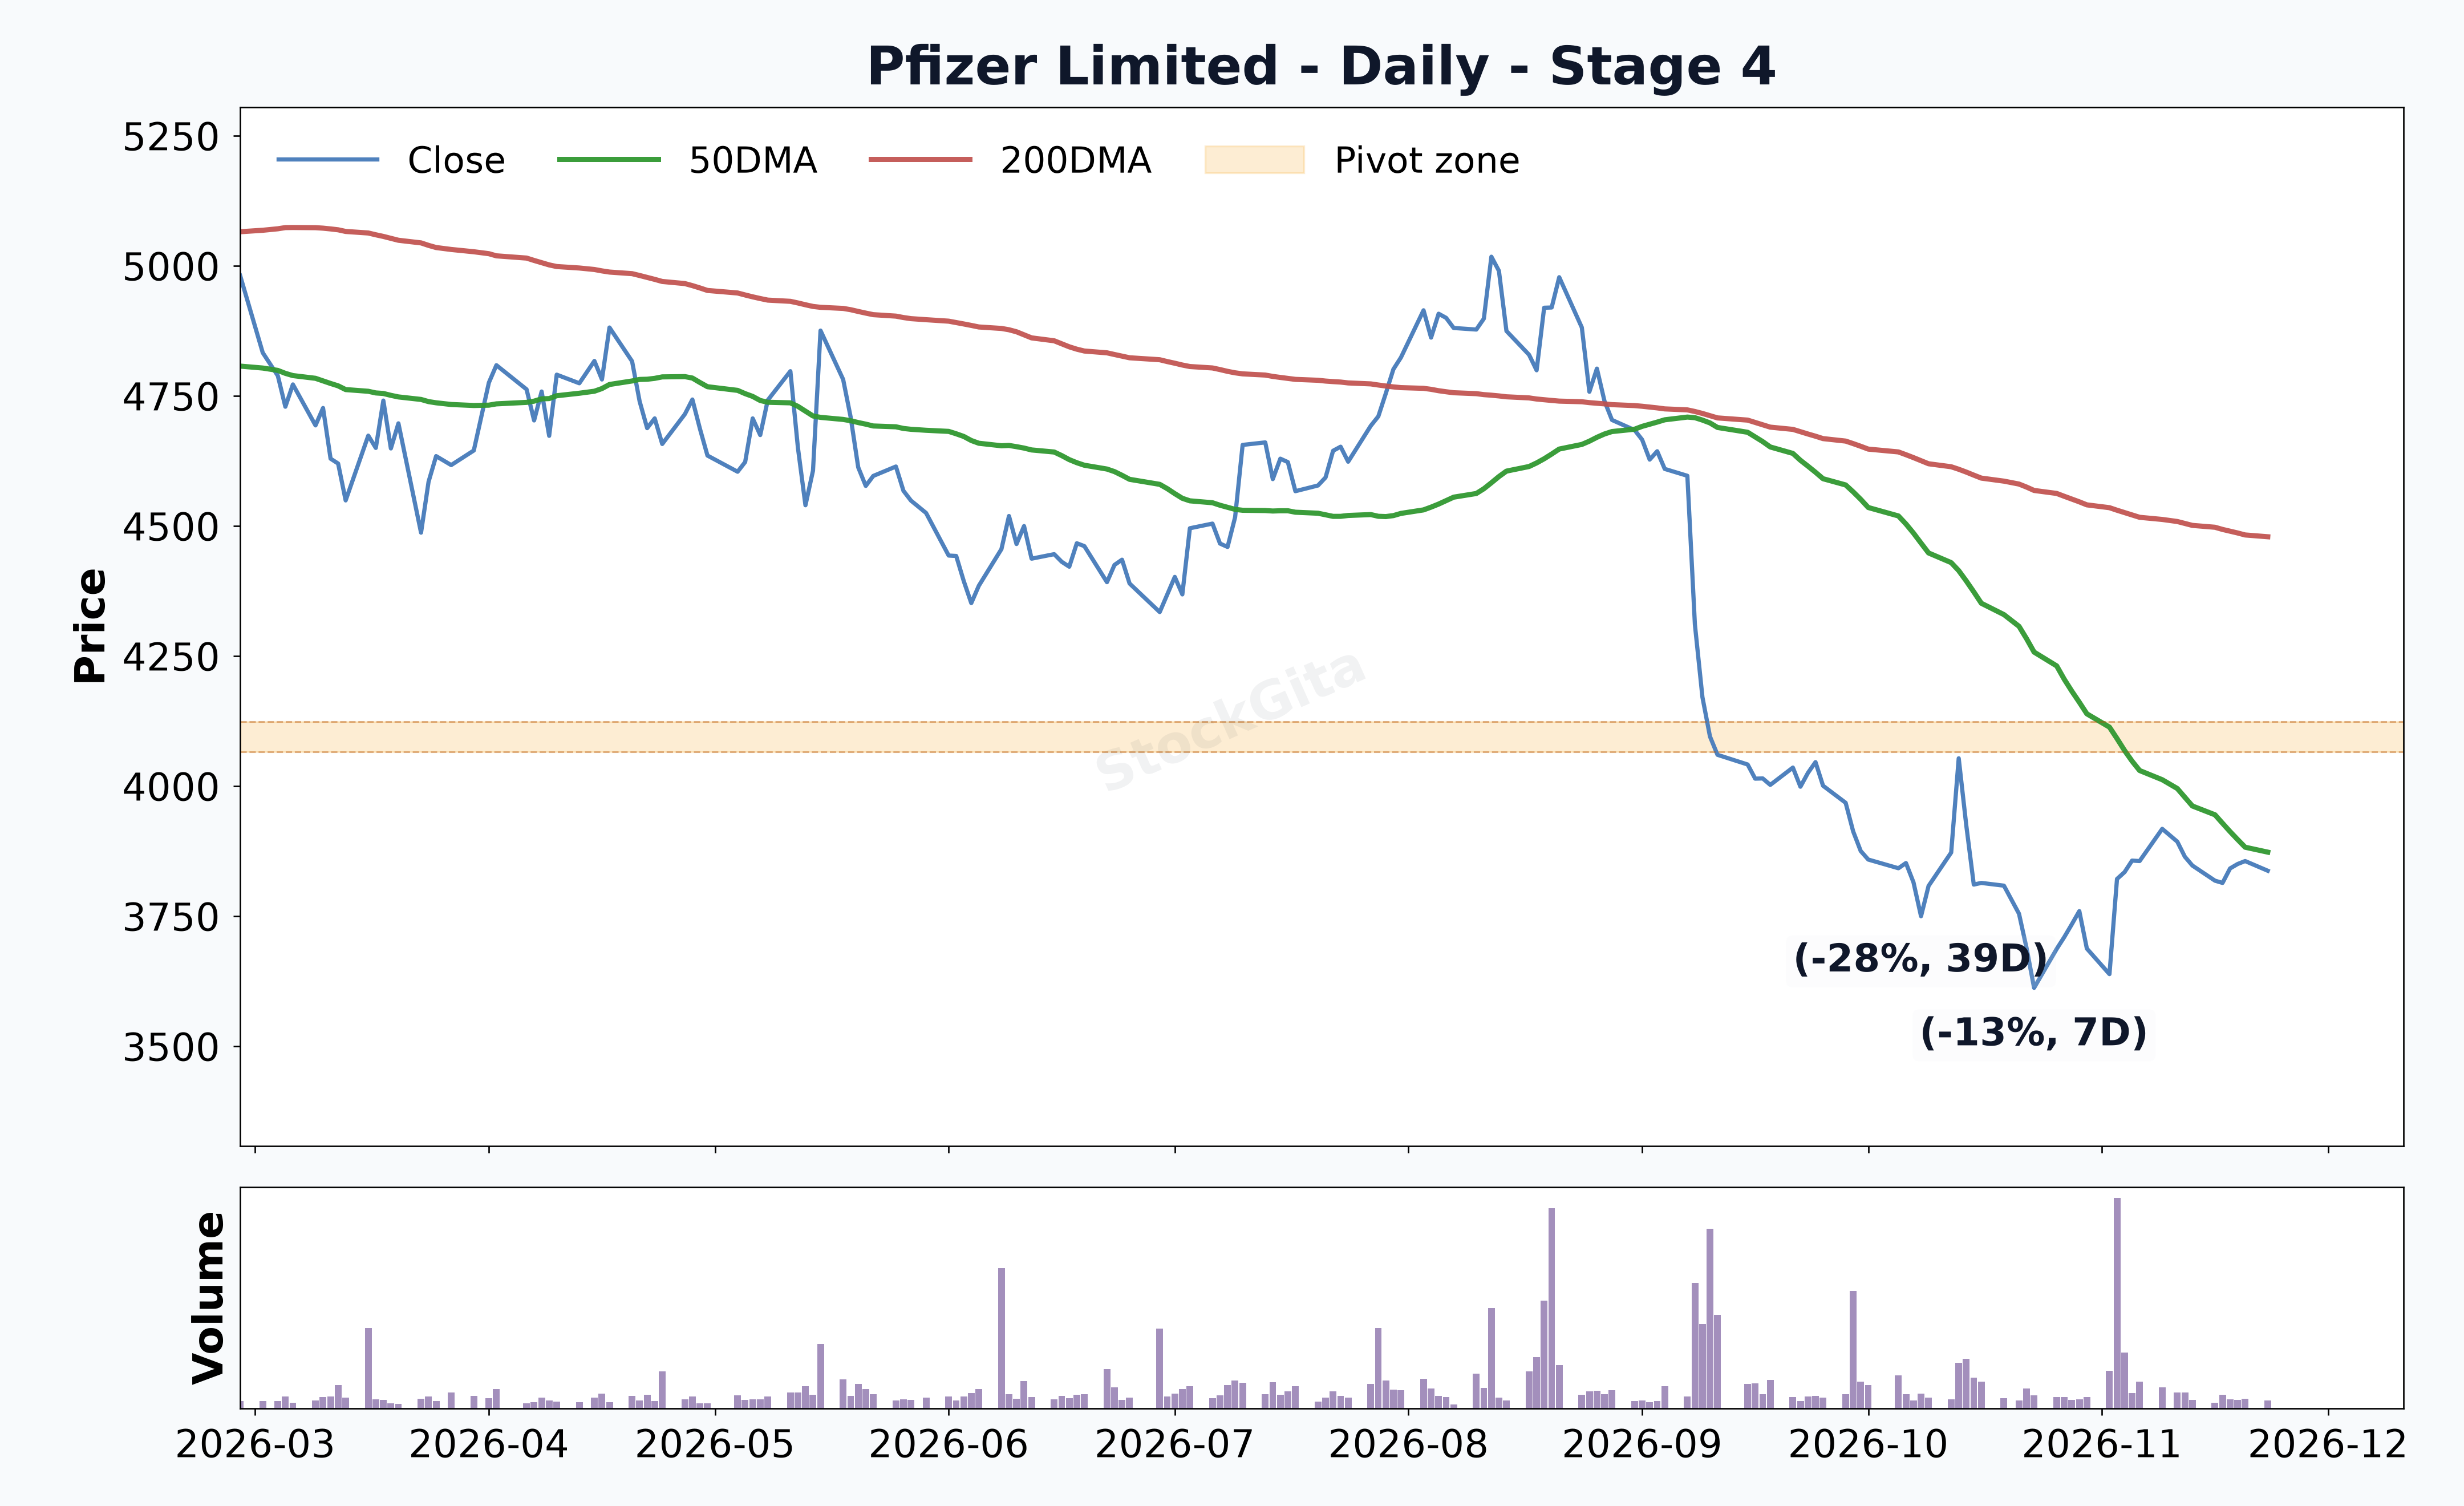 Pfizer Limited - Daily - Stage 4
Close 50DMA 200DMA Pivot zone
Price
5250
5000
4750
4500
4250
4000
3750
3500
StockGita
(-28%, 39D)
(-13%, 7D)
Volume
2026-03 2026-04 2026-05 2026-06 2026-07 2026-08 2026-09 2026-10 2026-11 2026-12